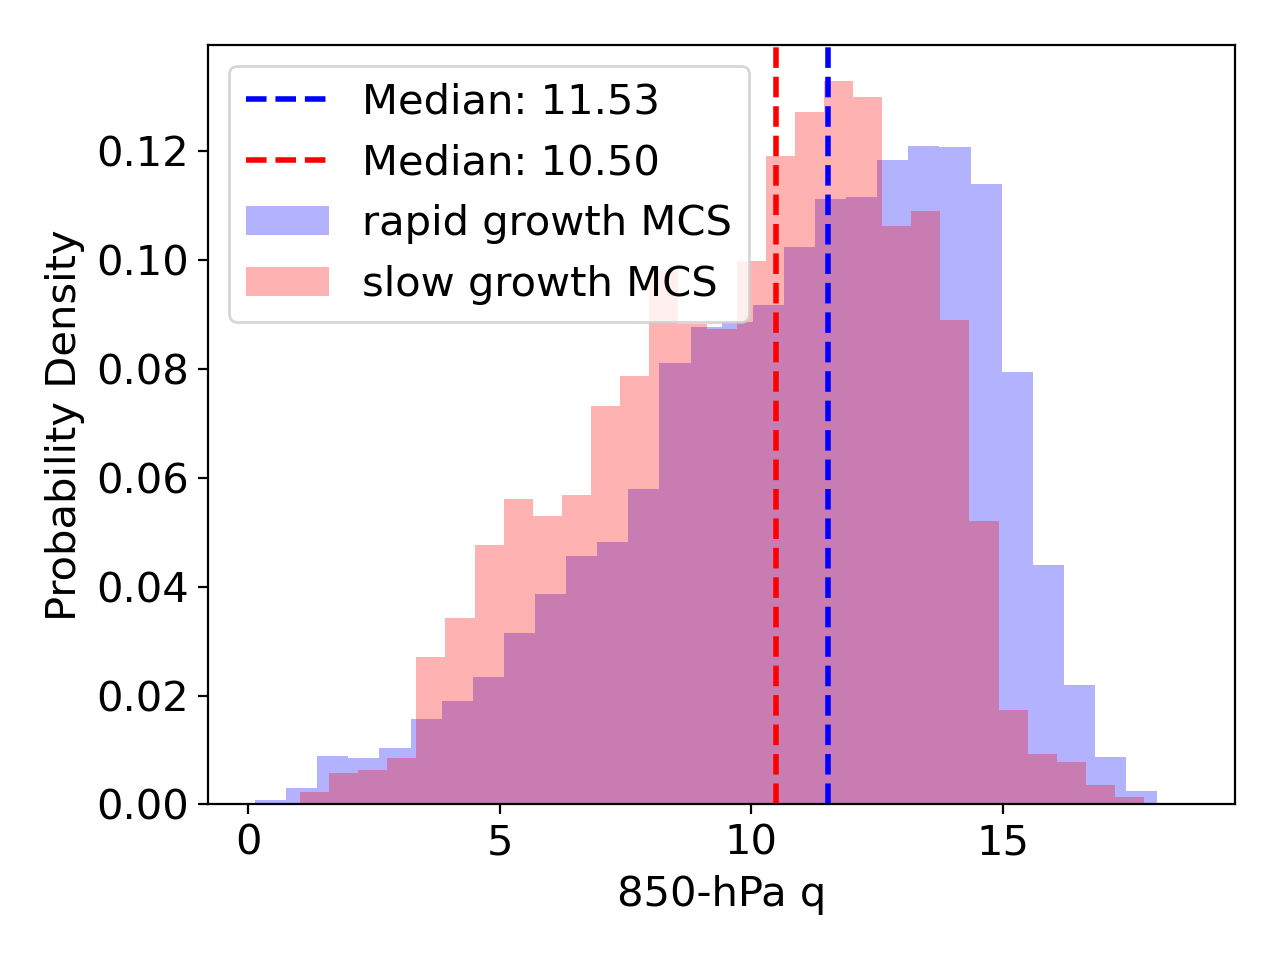 Median: 11.53
Median: 10.50
rapid growth MCS
slow growth MCS
0.12
0.10
0.08
0.06
0.04
0.02
0.00
Probability Density
0 5 10 15
850-hPa q